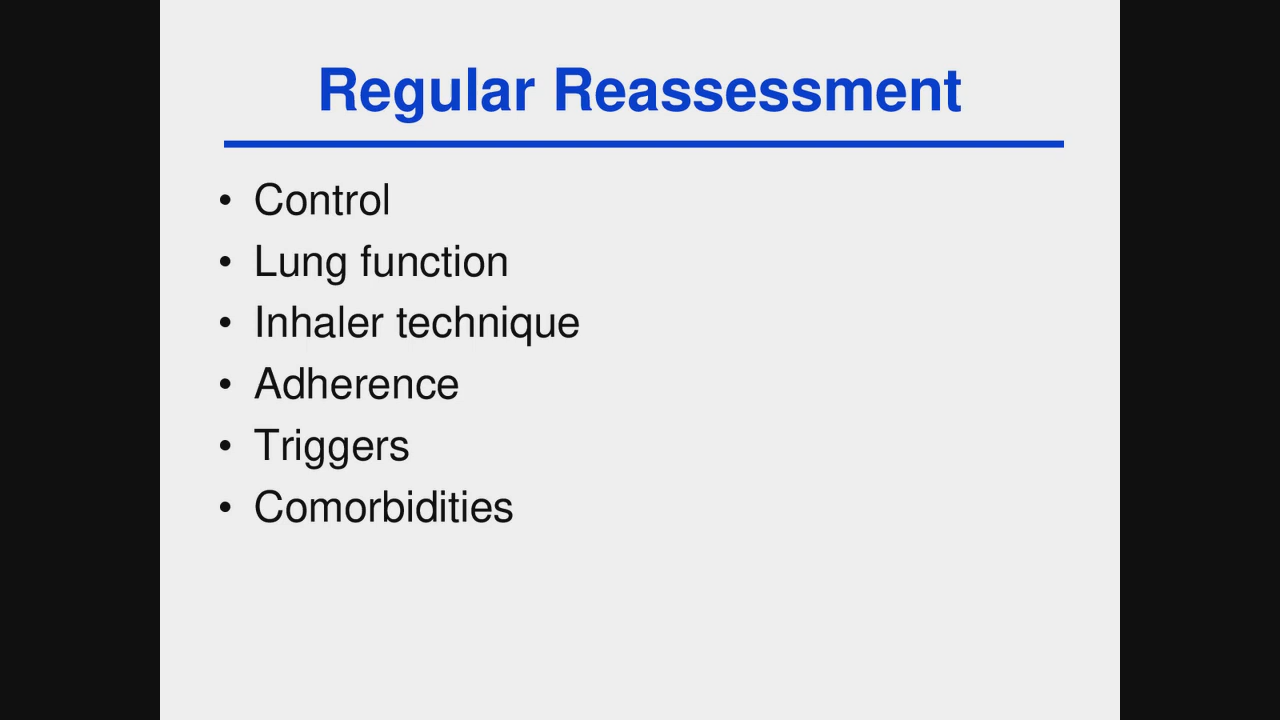 Regular Reassessment
• Control
• Lung function
• Inhaler technique
• Adherence
• Triggers
• Comorbidities